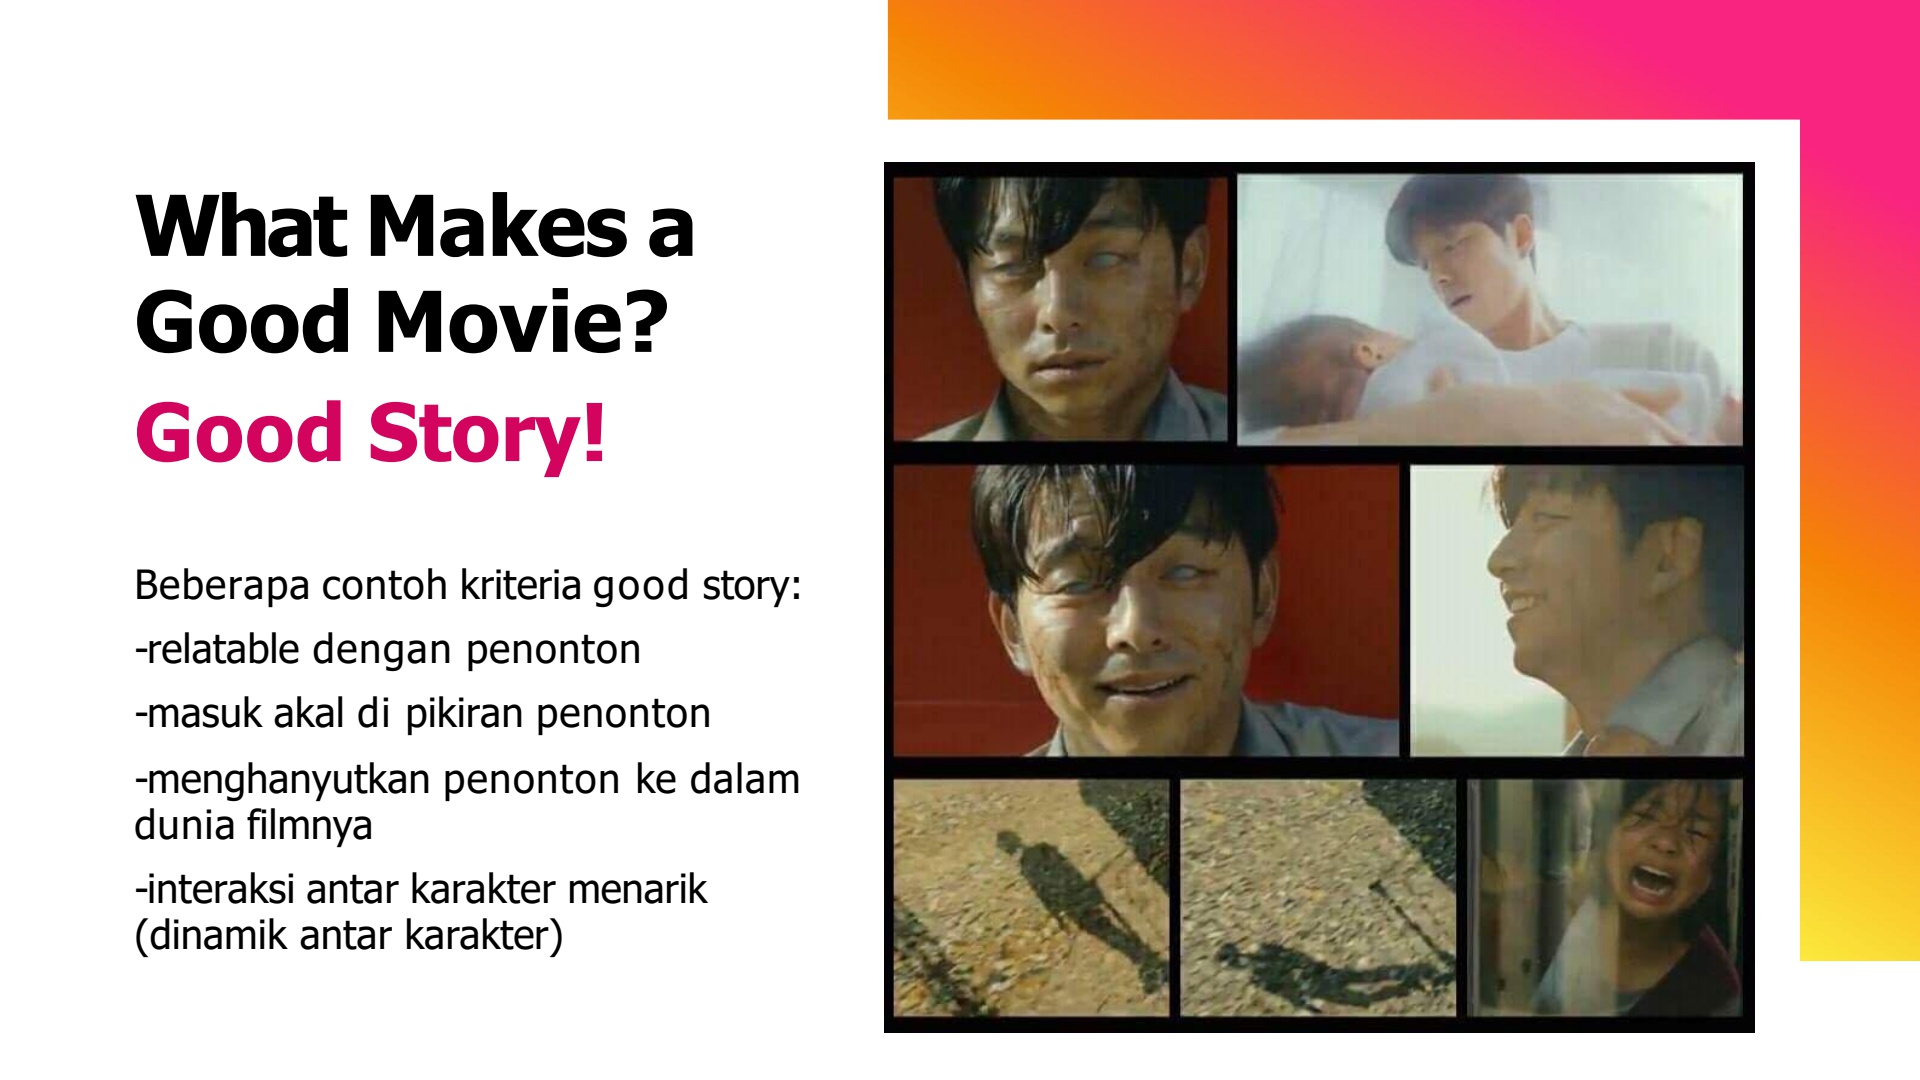 What Makes a
Good Movie?
Good Story!
Beberapa contoh kriteria good story:
-relatable dengan penonton
-masuk akal di pikiran penonton
-menghanyutkan penonton ke dalam
dunia filmnya
-interaksi antar karakter menarik
(dinamik antar karakter)